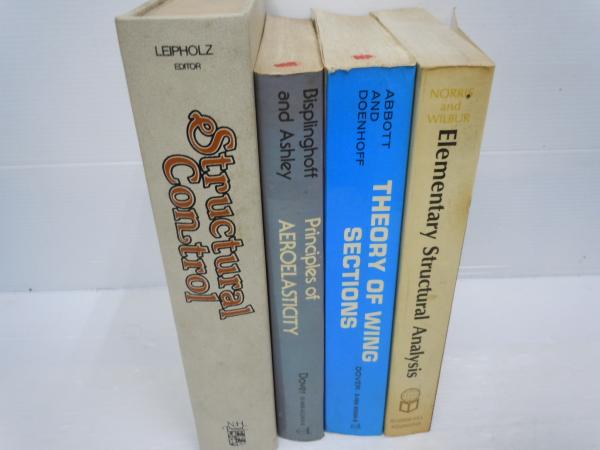 LEIPHOLZ
EDITOR
Structural
Control
Bisplinghoff
and Ashley
Principles of
AEROELASTICITY
Dover
ABBOTT
AND
DOENHOFF
THEORY OF WING
SECTIONS
DOVER
NORRIS
and
WILBUR
Elementary Structural Analysis